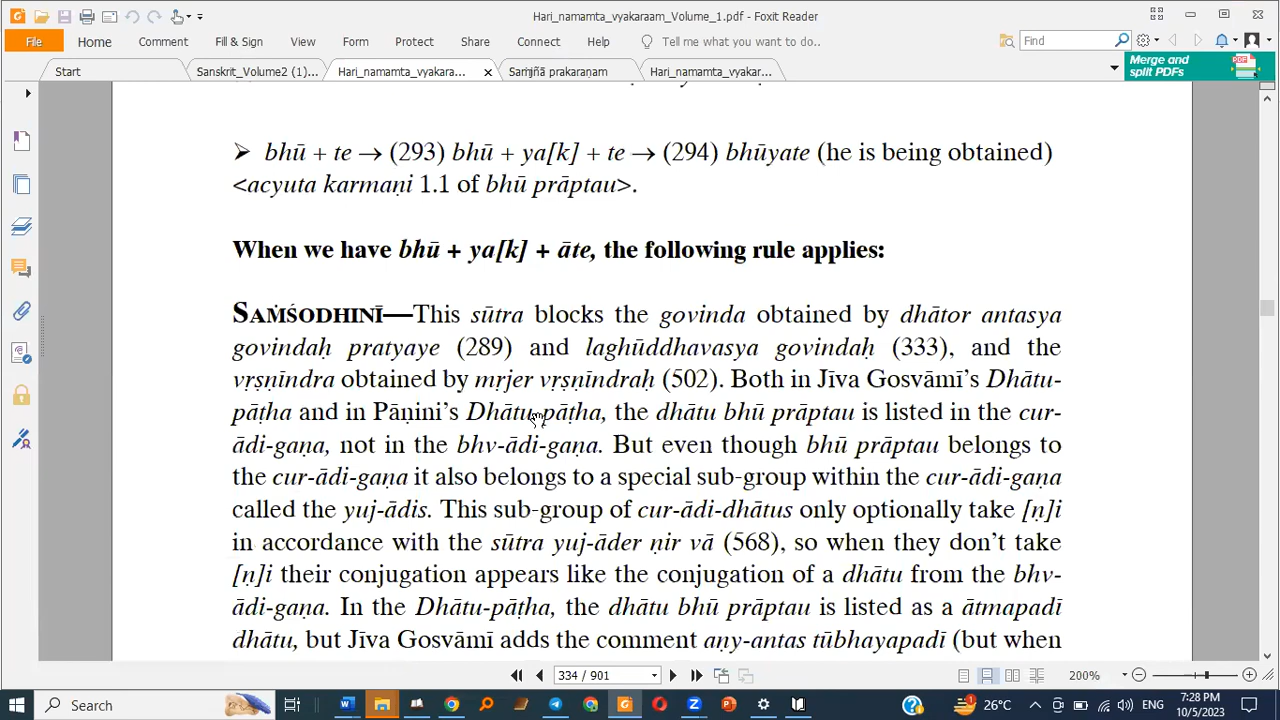 Hari_namamta_vyakaraam_Volume_1.pdf - Foxit Reader
File Home Comment Fill & Sign View Form Protect Share Connect Help Tell me what you want to do.. Find
Start Sanskrit_Volume2 (1)... Hari_namamta_vyakara... Saṁjñā prakaraṇam Hari_namamta_vyakar...
Merge and
split PDFs
➢ bhū + te → (293) bhū + ya[k] + te → (294) bhūyate (he is being obtained)
<acyuta karmaṇi 1.1 of bhū prāptau>.
When we have bhū + ya[k] + āte, the following rule applies:
SAṀŚODHINĪ—This sūtra blocks the govinda obtained by dhātor antasya
govindaḥ pratyaye (289) and laghūddhavasya govindaḥ (333), and the
vṛṣṇīndra obtained by mṛjer vṛṣṇīndraḥ (502). Both in Jīva Gosvāmī’s Dhātu-
pāṭha and in Pāṇini’s Dhātu-pāṭha, the dhātu bhū prāptau is listed in the cur-
ādi-gaṇa, not in the bhv-ādi-gaṇa. But even though bhū prāptau belongs to
the cur-ādi-gaṇa it also belongs to a special sub-group within the cur-ādi-gaṇa
called the yuj-ādis. This sub-group of cur-ādi-dhātus only optionally take [ṇ]i
in accordance with the sūtra yuj-āder ṇir vā (568), so when they don’t take
[ṇ]i their conjugation appears like the conjugation of a dhātu from the bhv-
ādi-gaṇa. In the Dhātu-pāṭha, the dhātu bhū prāptau is listed as a ātmapadī
dhātu, but Jīva Gosvāmī adds the comment aṇy-antas tūbhayapadī (but when
334 / 901 200%
Search 26°C 7:28 PM
10/5/2023